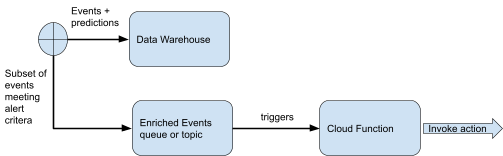 Events +
predictions
Data Warehouse
Subset of
events
meeting
alert
critera
Enriched Events
queue or topic
triggers
Cloud Function
Invoke action